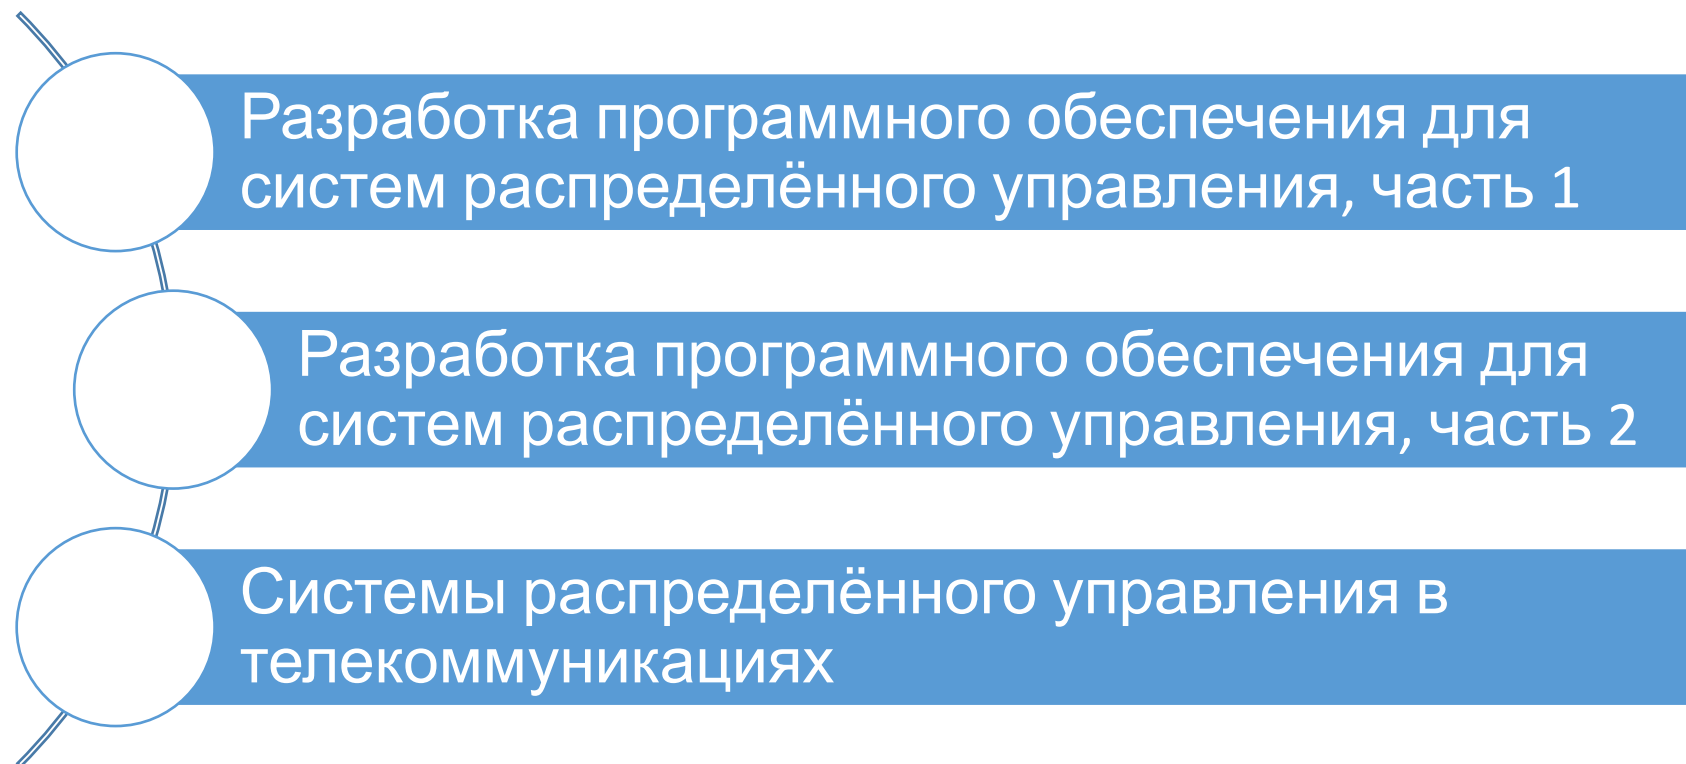 Разработка программного обеспечения для
систем распределённого управления, часть 1
Разработка программного обеспечения для
систем распределённого управления, часть 2
Системы распределённого управления в
телекоммуникациях